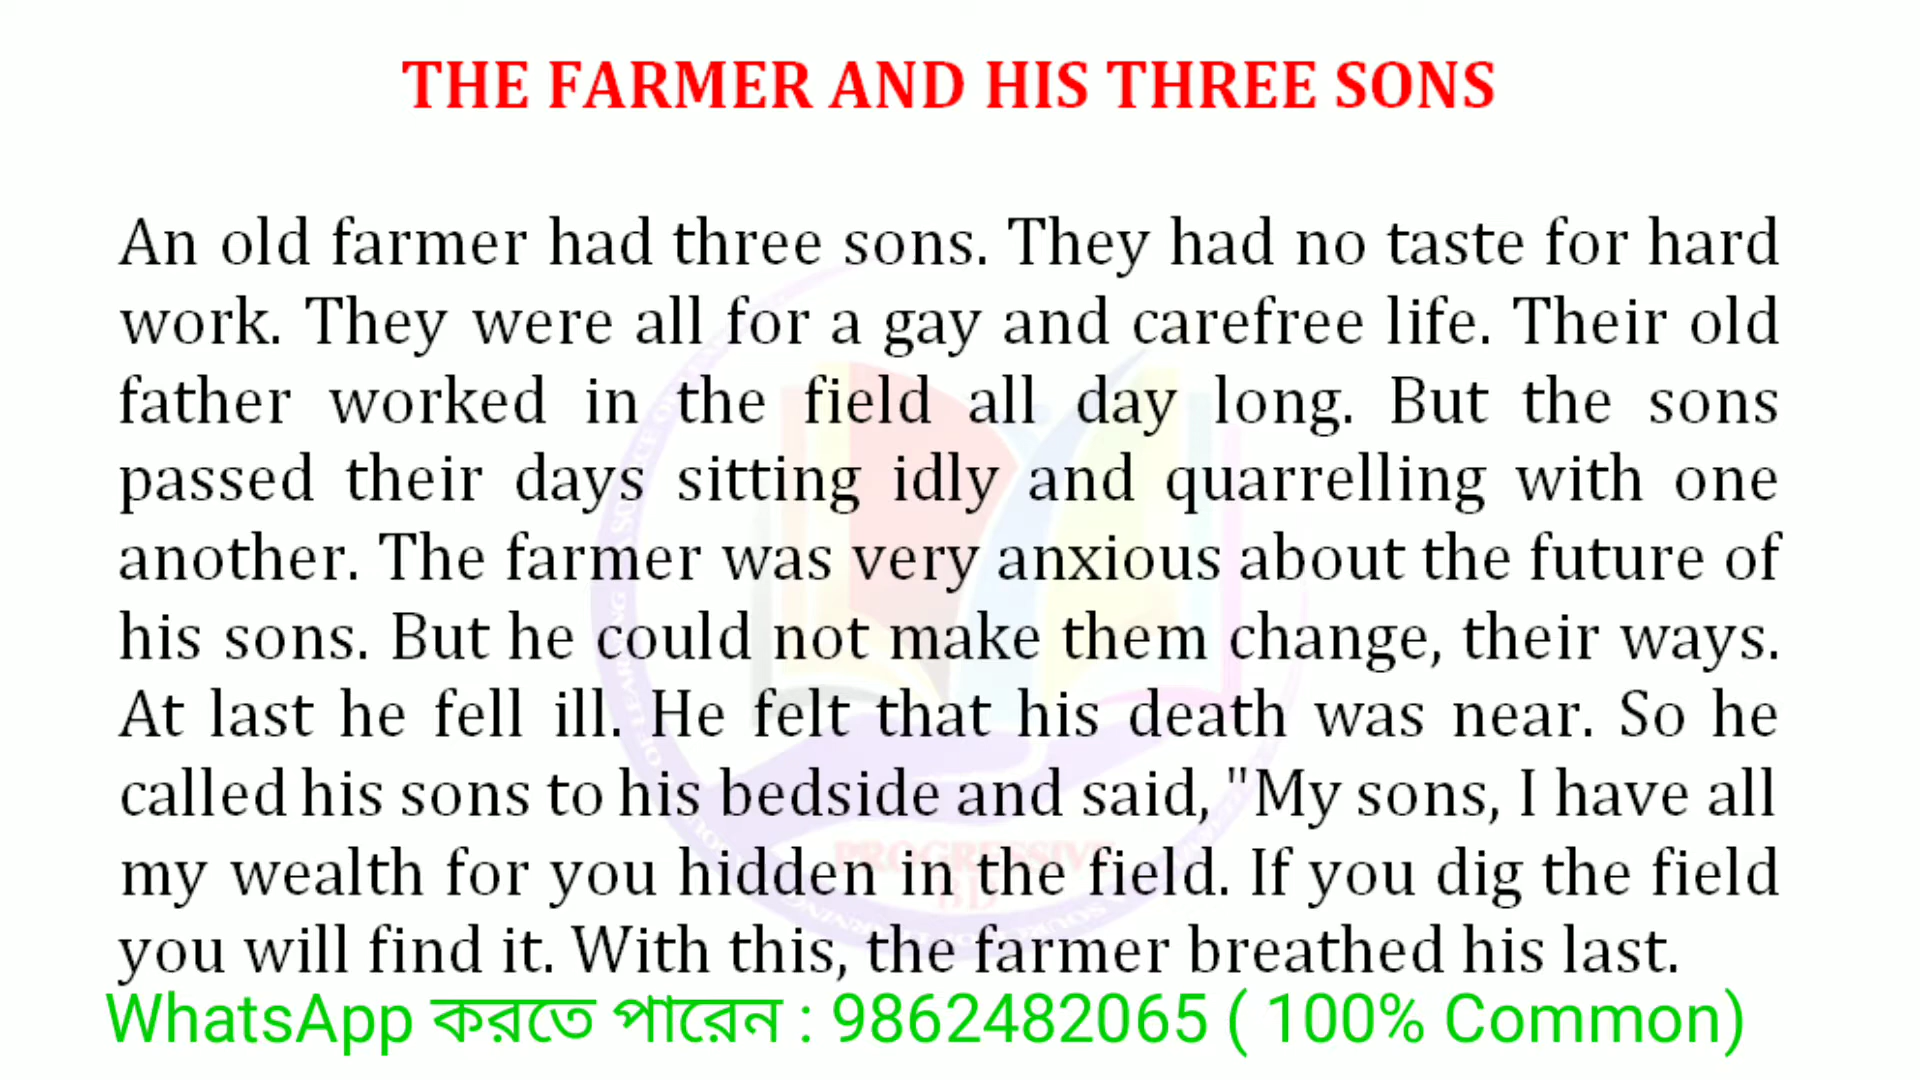 THE FARMER AND HIS THREE SONS
An old farmer had three sons. They had no taste for hard
work. They were all for a gay and carefree life. Their old
father worked in the field all day long. But the sons
passed their days sitting idly and quarrelling with one
another. The farmer was very anxious about the future of
his sons. But he could not make them change, their ways.
At last he fell ill. He felt that his death was near. So he
called his sons to his bedside and said, "My sons, I have all
my wealth for you hidden in the field. If you dig the field
you will find it. With this, the farmer breathed his last.
PROGRESSIVE
BD
WhatsApp করতে পারেন : 9862482065 ( 100% Common)